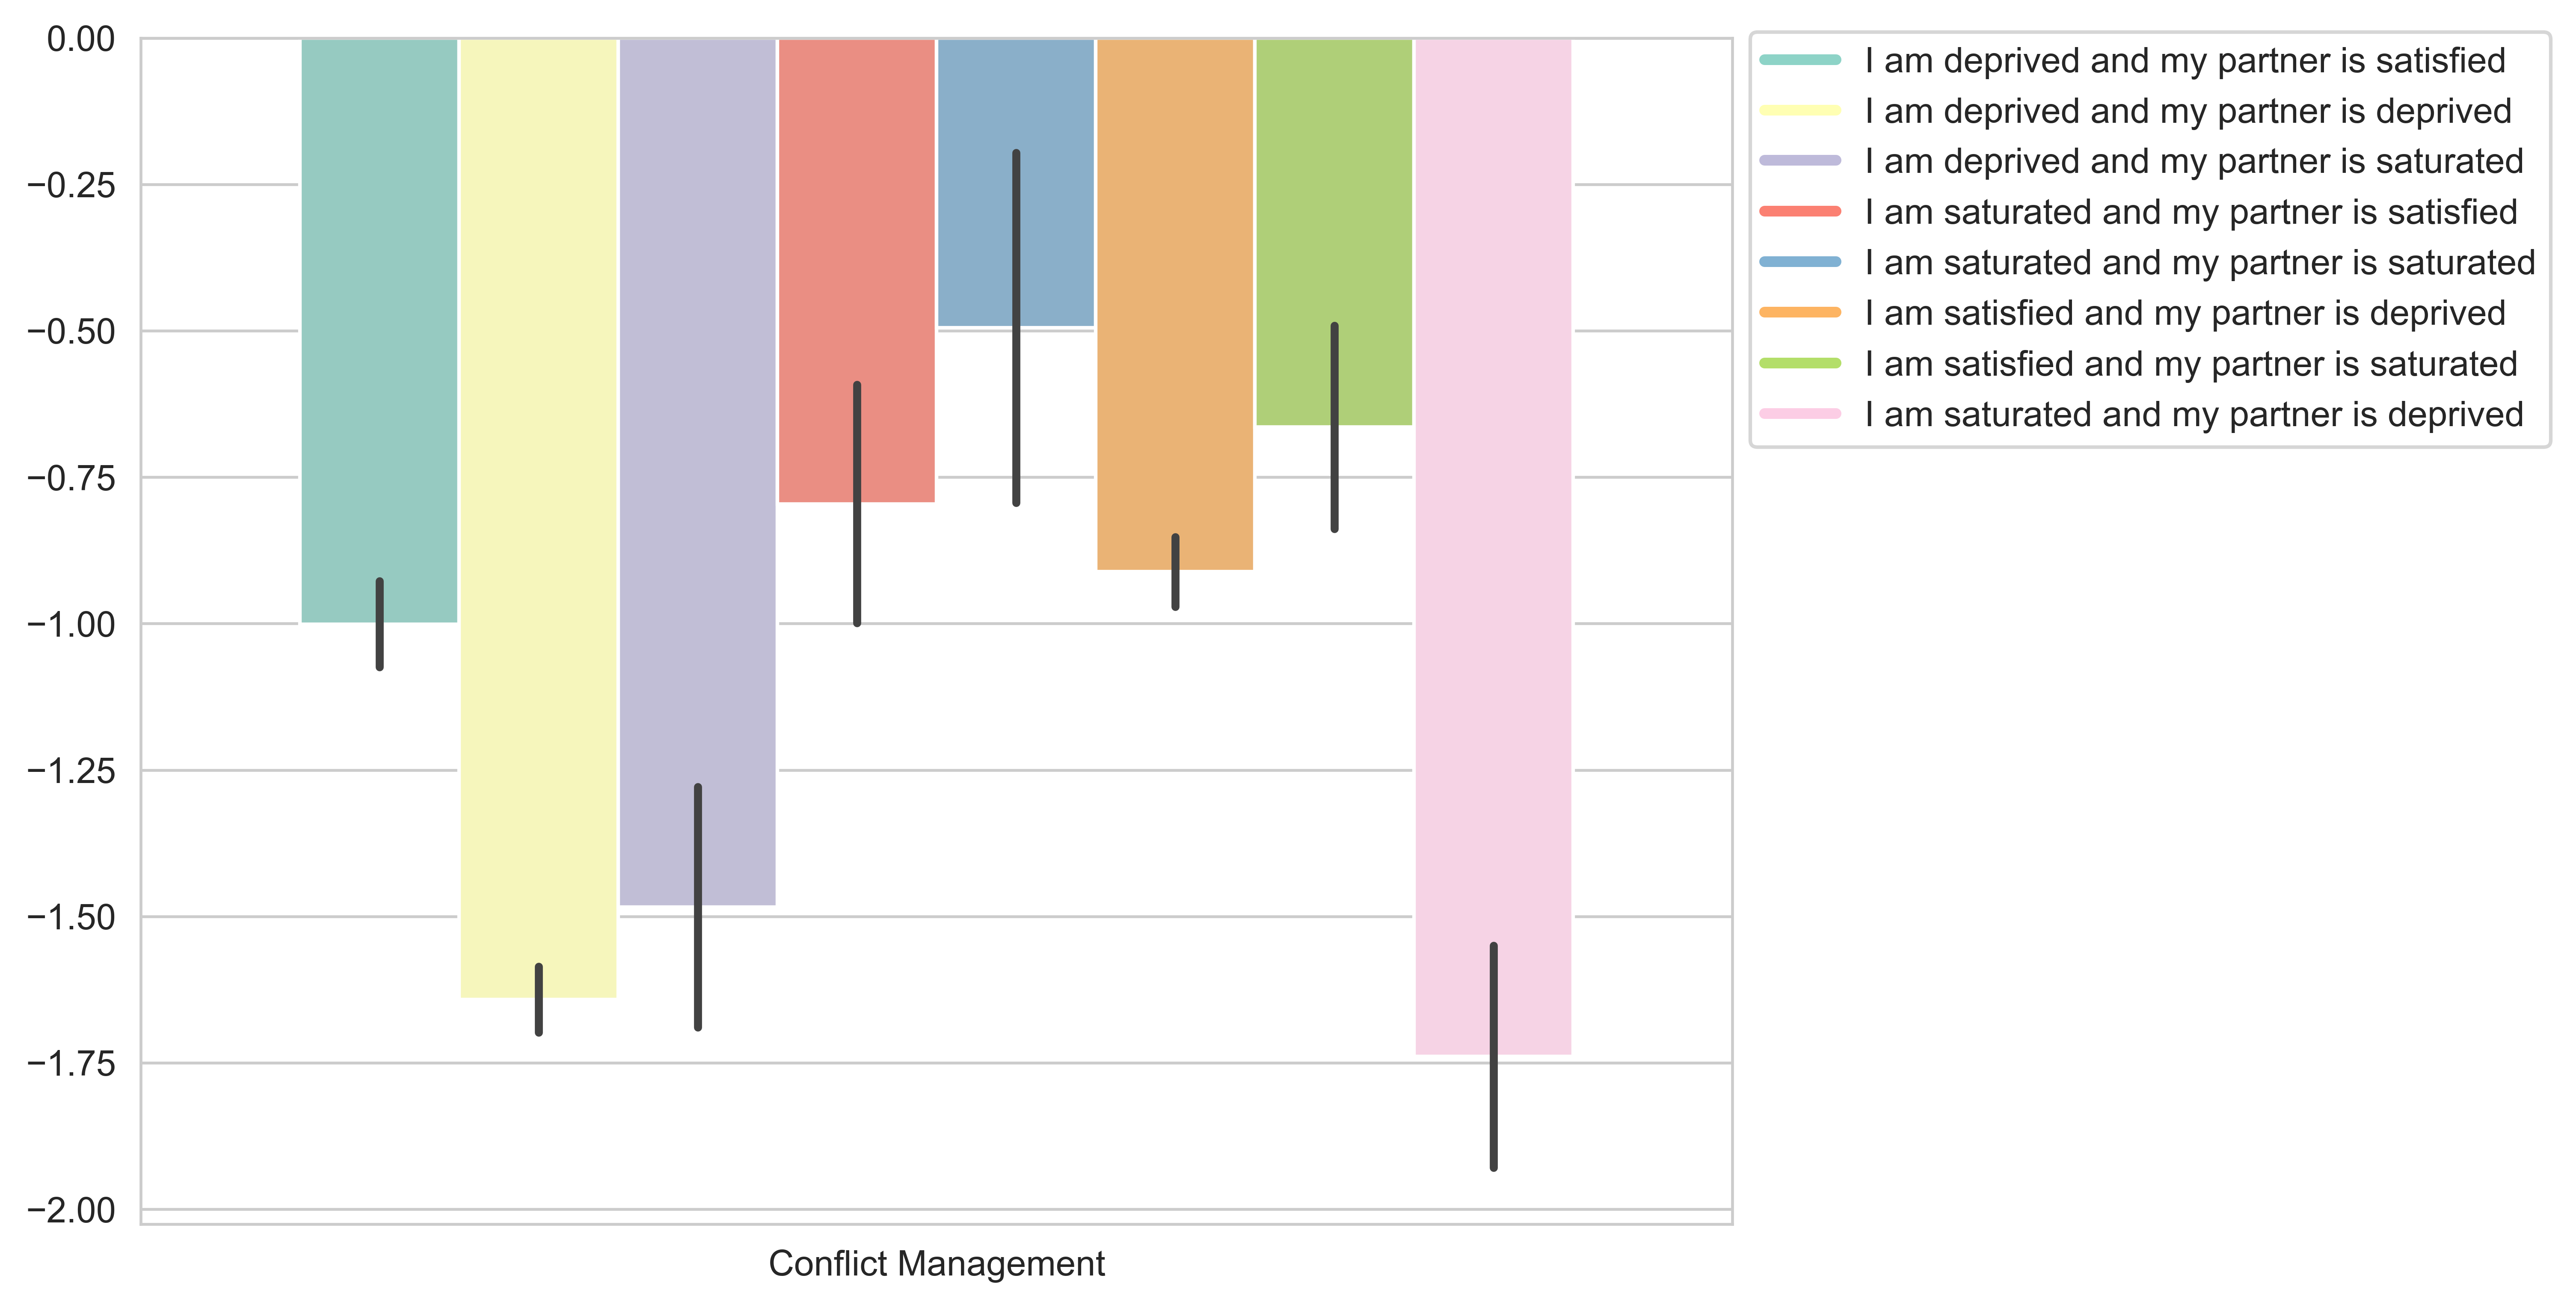 0.00
−0.25
−0.50
−0.75
−1.00
−1.25
−1.50
−1.75
−2.00
Conflict Management
I am deprived and my partner is satisfied
I am deprived and my partner is deprived
I am deprived and my partner is saturated
I am saturated and my partner is satisfied
I am saturated and my partner is saturated
I am satisfied and my partner is deprived
I am satisfied and my partner is saturated
I am saturated and my partner is deprived